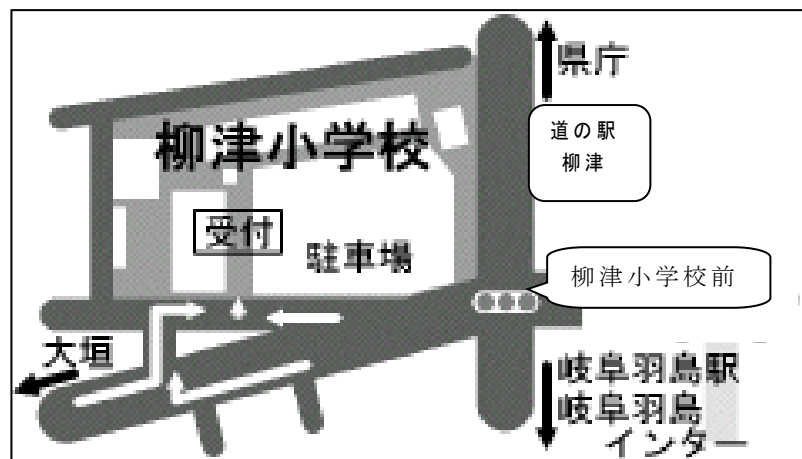 県庁
道の駅
柳津
柳津小学校
受付
駐車場
柳津小学校前
大垣
岐阜羽島駅
岐阜羽島
インター